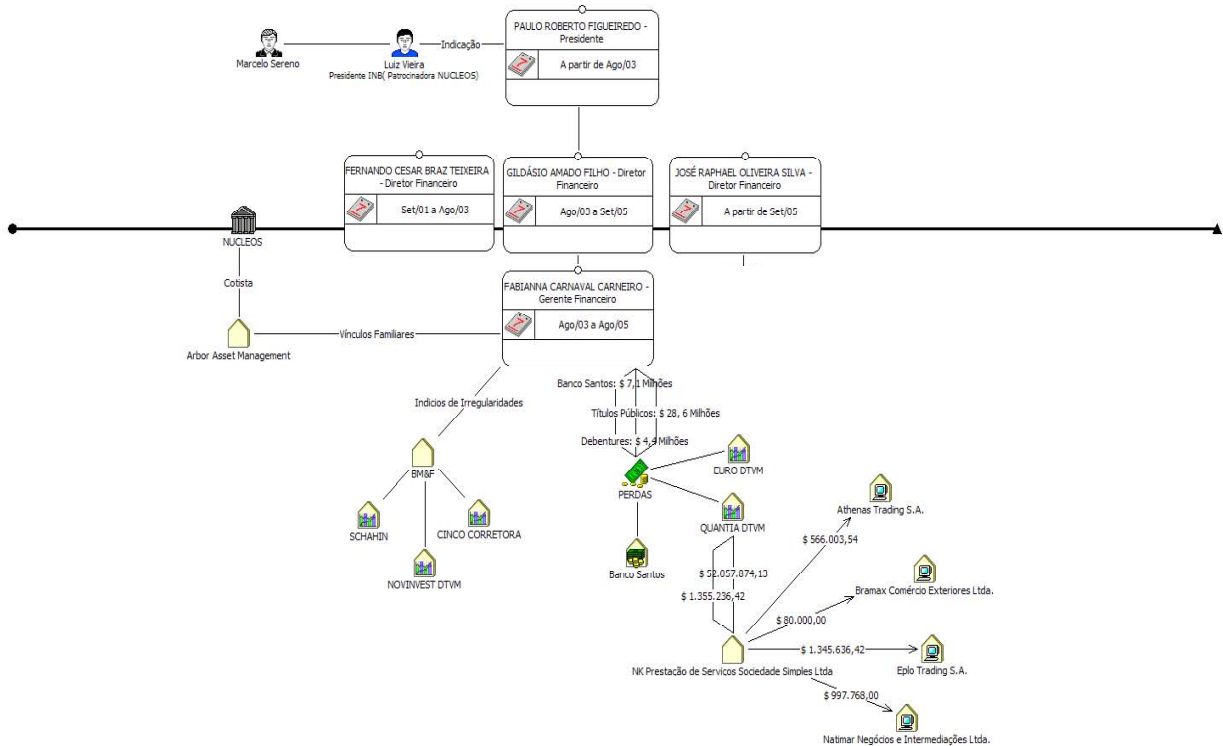 PAULO ROBERTO FIGUEIREDO -
Presidente
A partir de Ago/03
Indicação
Marcelo Sereno
Luiz Vieira
Presidente INB( Patrocinadora NUCLEOS)
FERNANDO CESAR BRAZ TEIXEIRA
- Diretor Financeiro
Set/01 a Ago/03
GILDÁSIO AMADO FILHO - Diretor
Financeiro
Ago/03 a Set/05
JOSÉ RAPHAEL OLIVEIRA SILVA -
Diretor Financeiro
A partir de Set/05
NUCLEOS
Cotista
FABIANNA CARNAVAL CARNEIRO -
Gerente Financeiro
Ago/03 a Ago/05
Vínculos Familiares
Arbor Asset Management
Banco Santos: $ 7,1 Milhões
Indicios de Irregularidades
Títulos Públicos: $ 28, 6 Milhões
Debentures: $ 4,4 Milhões
BM&F
EURO DTVM
PERDAS
Athenas Trading S.A.
QUANTIA DTVM
SCHAHIN
CINCO CORRETORA
$ 566.003,54
Banco Santos
$ 52.057.874,13
NOVINVEST DTVM
$ 1.355.236,42
Bramax Comércio Exteriores Ltda.
$ 80.000,00
$ 1.345.636,42
NK Prestação de Servicos Sociedade Simples Ltda
Eplo Trading S.A.
$ 997.768,00
Natimar Negócios e Intermediações Ltda.